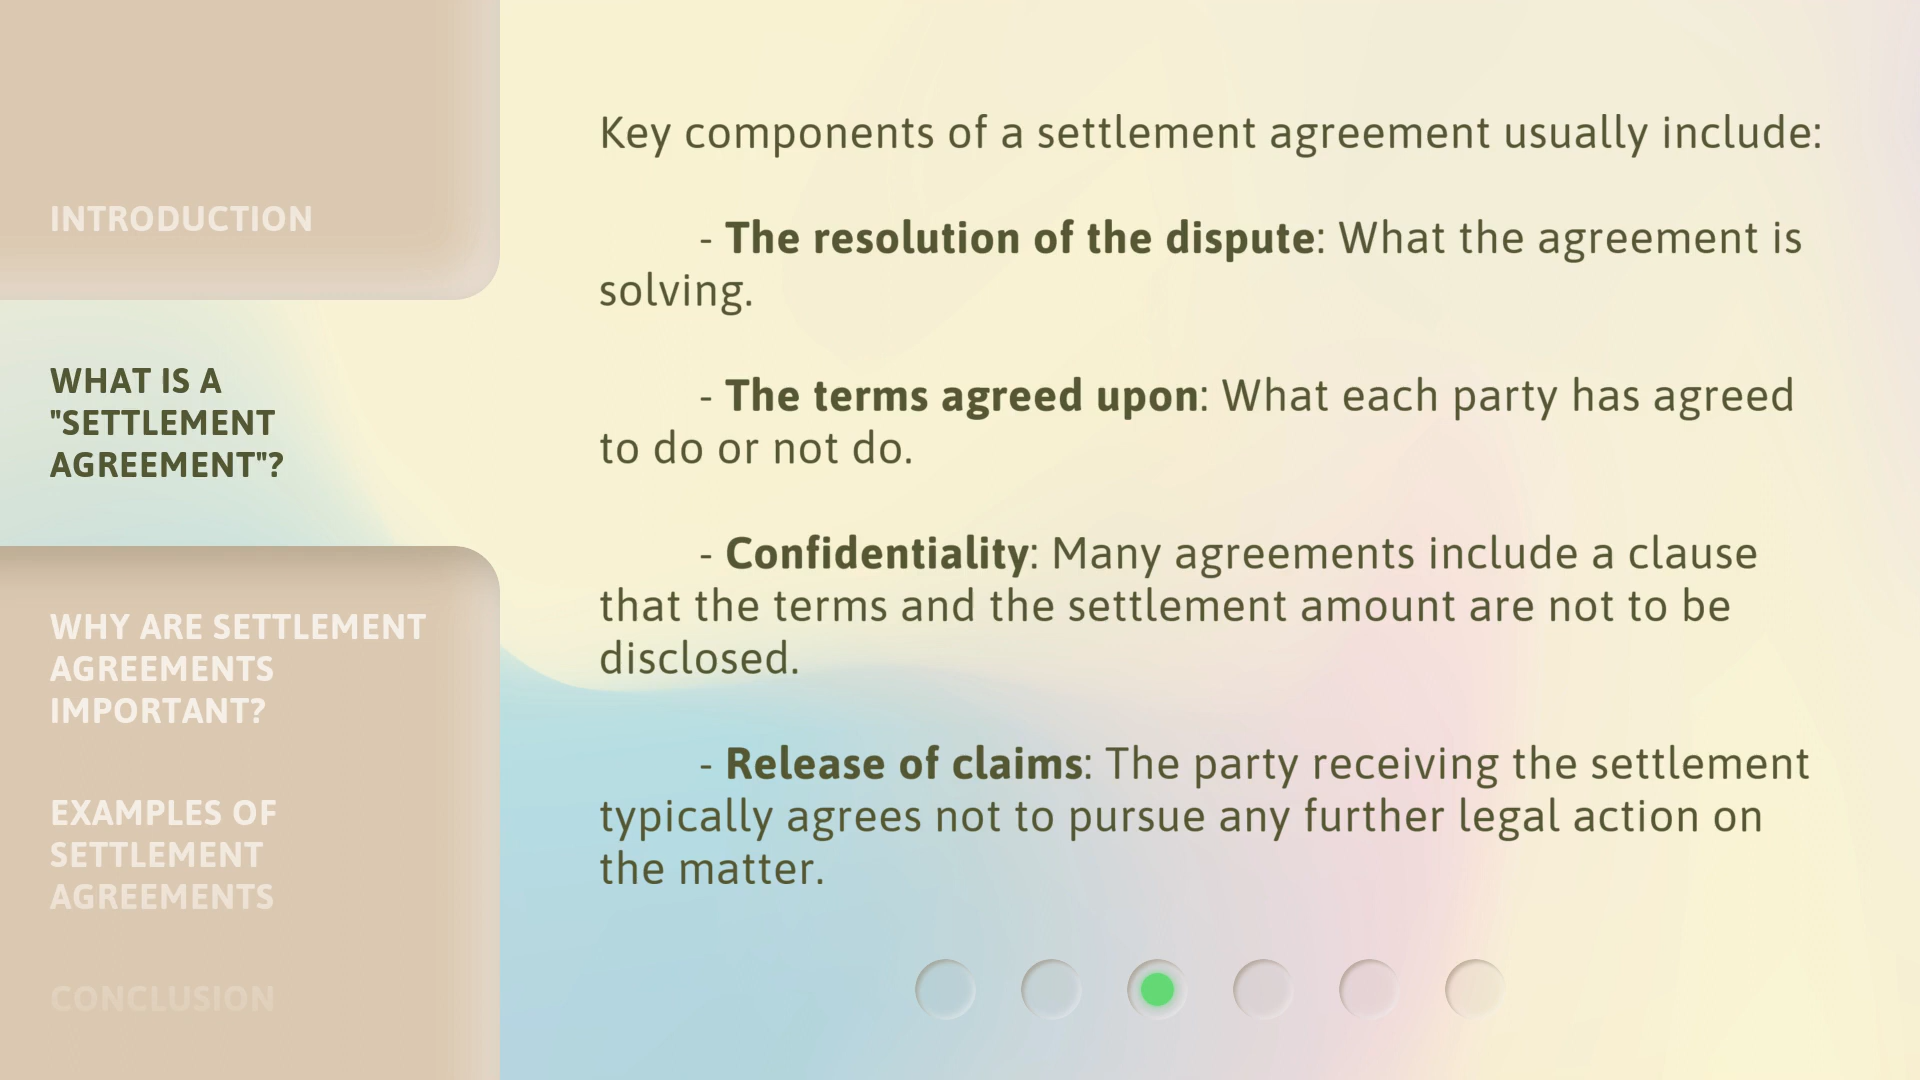 INTRODUCTION
WHAT IS A
"SETTLEMENT
AGREEMENT"?
WHY ARE SETTLEMENT
AGREEMENTS
IMPORTANT?
EXAMPLES OF
SETTLEMENT
AGREEMENTS
CONCLUSION
Key components of a settlement agreement usually include:
- The resolution of the dispute: What the agreement is
solving.
- The terms agreed upon: What each party has agreed
to do or not do.
- Confidentiality: Many agreements include a clause
that the terms and the settlement amount are not to be
disclosed.
- Release of claims: The party receiving the settlement
typically agrees not to pursue any further legal action on
the matter.